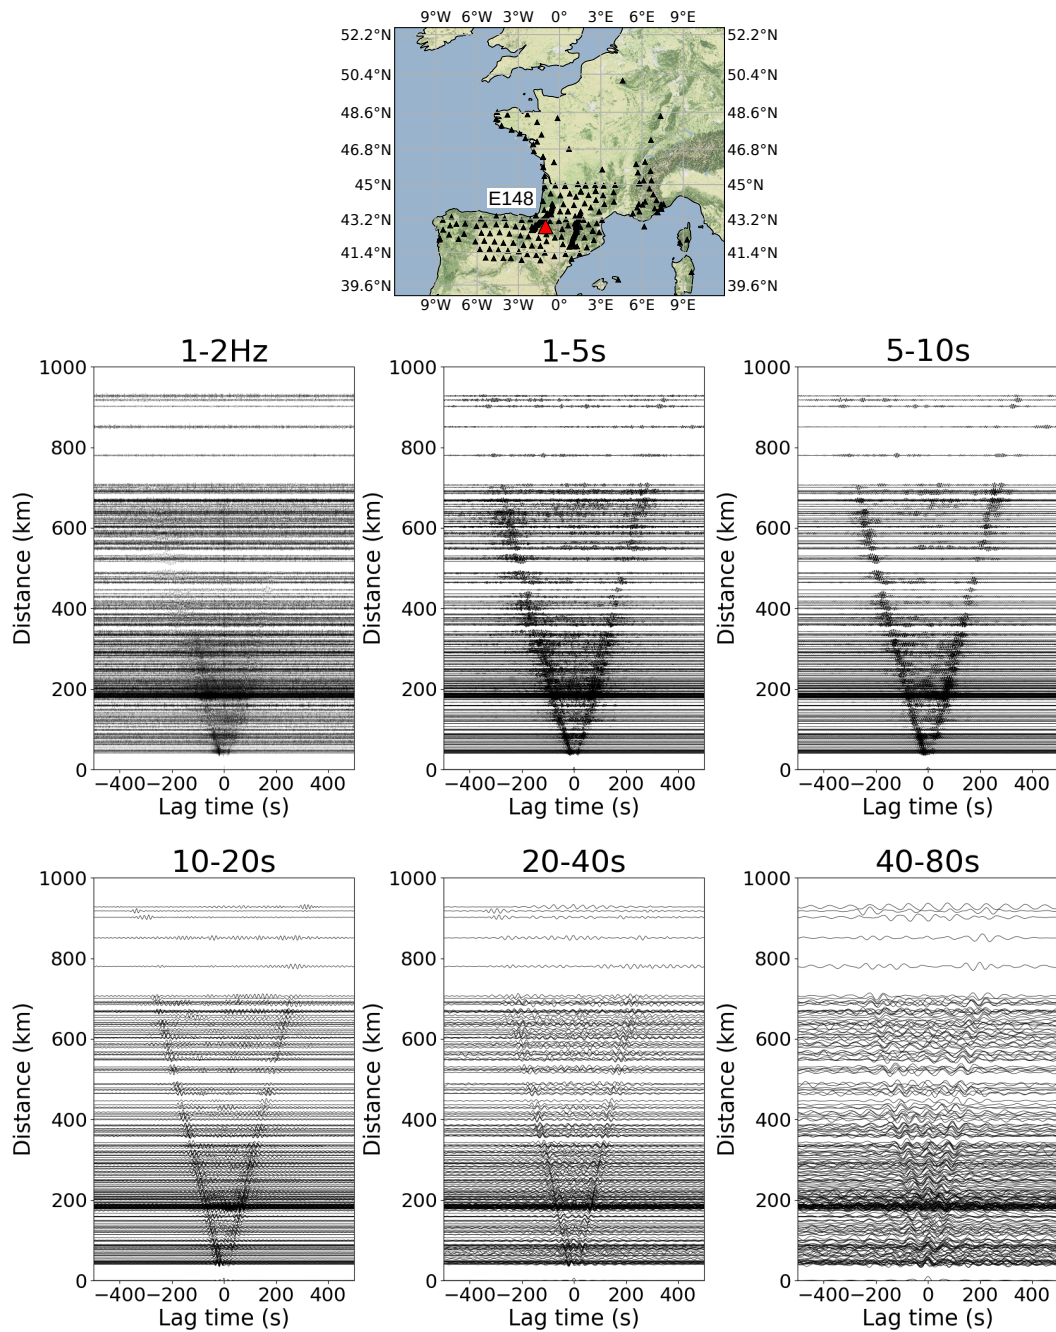 9°W 6°W 3°W 0° 3°E 6°E 9°E
52.2°N 52.2°N
50.4°N 50.4°N
48.6°N 48.6°N
46.8°N 46.8°N
45°N 45°N
E148
43.2°N 43.2°N
41.4°N 41.4°N
39.6°N 39.6°N
9°W 6°W 3°W 0° 3°E 6°E 9°E
1-2Hz
1000
800
600
400
200
0
Distance (km)
−400 −200 0 200 400
Lag time (s)
1-5s
1000
800
600
400
200
0
Distance (km)
−400 −200 0 200 400
Lag time (s)
5-10s
1000
800
600
400
200
0
Distance (km)
−400 −200 0 200 400
Lag time (s)
10-20s
1000
800
600
400
200
0
Distance (km)
−400 −200 0 200 400
Lag time (s)
20-40s
1000
800
600
400
200
0
Distance (km)
−400 −200 0 200 400
Lag time (s)
40-80s
1000
800
600
400
200
0
Distance (km)
−400 −200 0 200 400
Lag time (s)